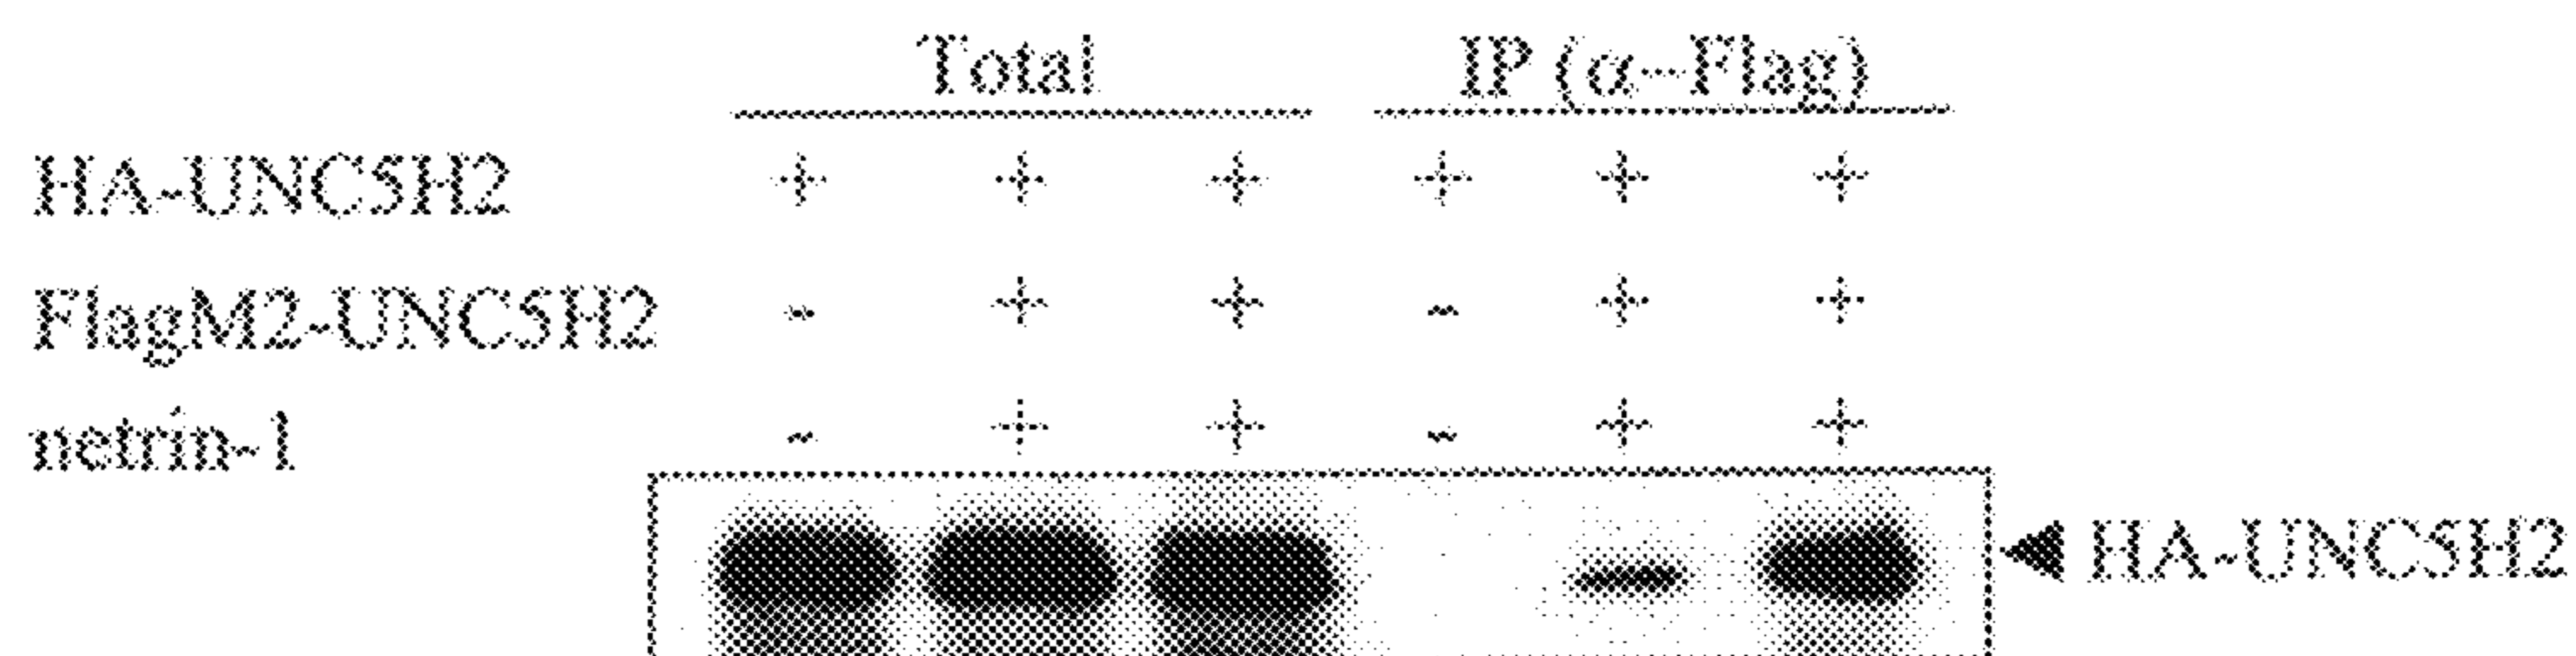 Total IP (α-Flag)
HA-UNC5H2 + + + + + +
FlagM2-UNC5H2 - + + - + +
netrin-1 - + + - + +
HA-UNC5H2